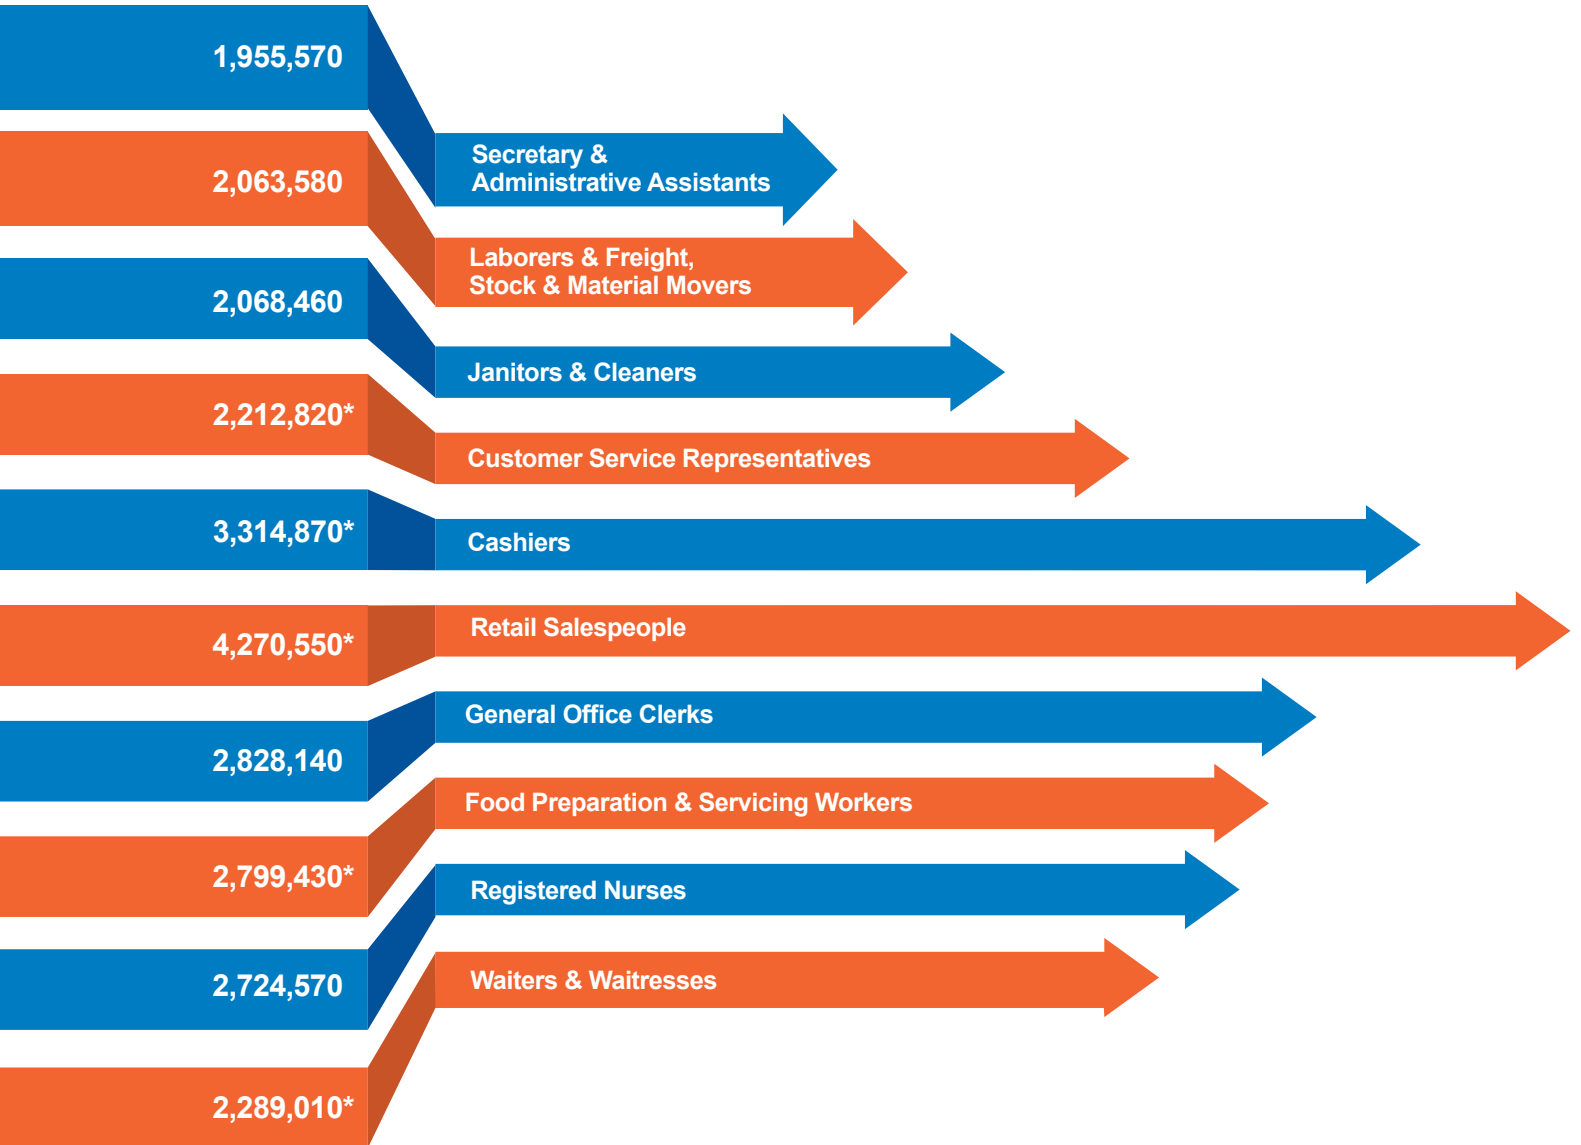 1,955,570
Secretary &
Administrative Assistants
2,063,580
Laborers & Freight,
Stock & Material Movers
2,068,460
Janitors & Cleaners
2,212,820*
Customer Service Representatives
3,314,870*
Cashiers
4,270,550*
Retail Salespeople
2,828,140
General Office Clerks
2,799,430*
Food Preparation & Servicing Workers
2,724,570
Registered Nurses
2,289,010*
Waiters & Waitresses